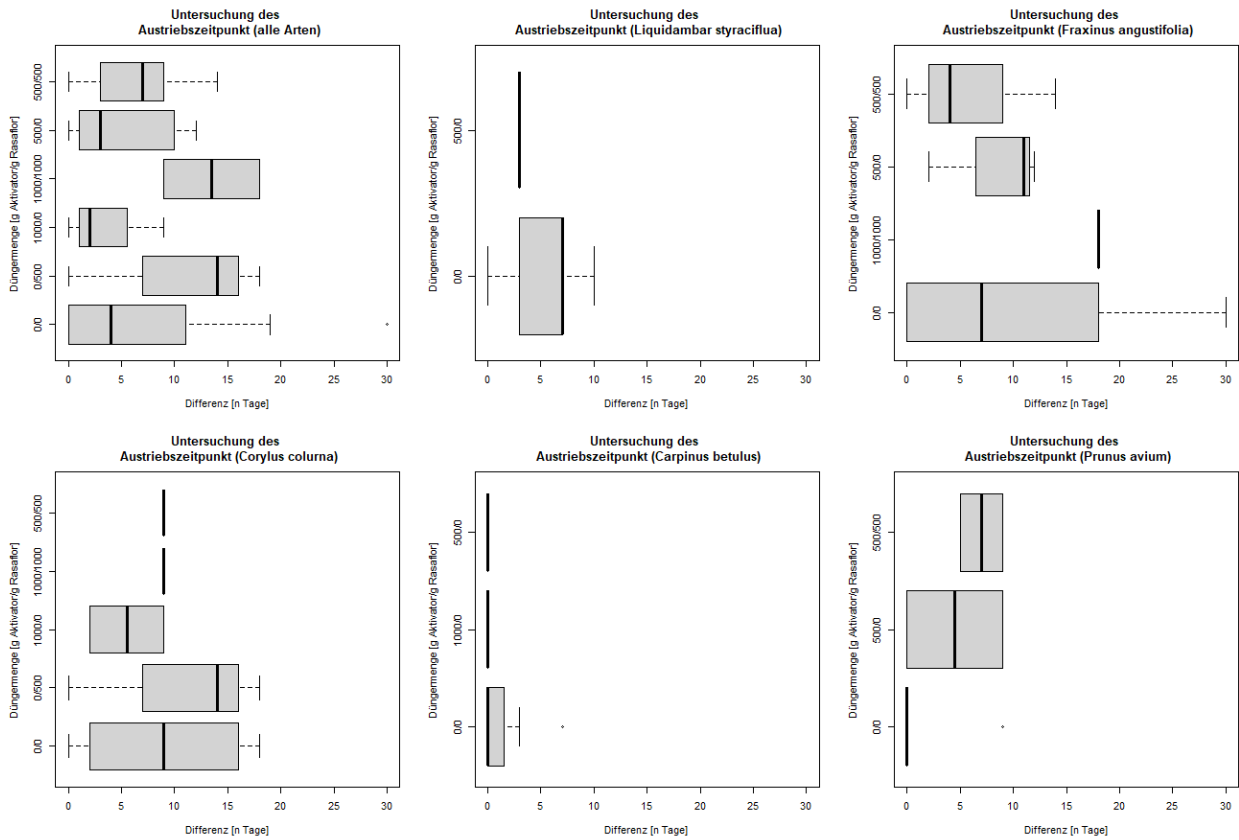 Untersuchung des
Austriebszeitpunkt (alle Arten)
Düngermenge [g Aktivator/g Rasaflor]
500/500
500/0
1000/1000
1000/0
0/500
0/0
0 5 10 15 20 25 30
Differenz [n Tage]
Untersuchung des
Austriebszeitpunkt (Liquidambar styraciflua)
Düngermenge [g Aktivator/g Rasaflor]
500/0
0/0
0 5 10 15 20 25 30
Differenz [n Tage]
Untersuchung des
Austriebszeitpunkt (Fraxinus angustifolia)
Düngermenge [g Aktivator/g Rasaflor]
500/500
500/0
1000/1000
0/0
0 5 10 15 20 25 30
Differenz [n Tage]
Untersuchung des
Austriebszeitpunkt (Corylus colurna)
Düngermenge [g Aktivator/g Rasaflor]
500/500
1000/1000
1000/0
0/500
0/0
0 5 10 15 20 25 30
Differenz [n Tage]
Untersuchung des
Austriebszeitpunkt (Carpinus betulus)
Düngermenge [g Aktivator/g Rasaflor]
500/0
1000/0
0/0
0 5 10 15 20 25 30
Differenz [n Tage]
Untersuchung des
Austriebszeitpunkt (Prunus avium)
Düngermenge [g Aktivator/g Rasaflor]
500/500
500/0
0/0
0 5 10 15 20 25 30
Differenz [n Tage]